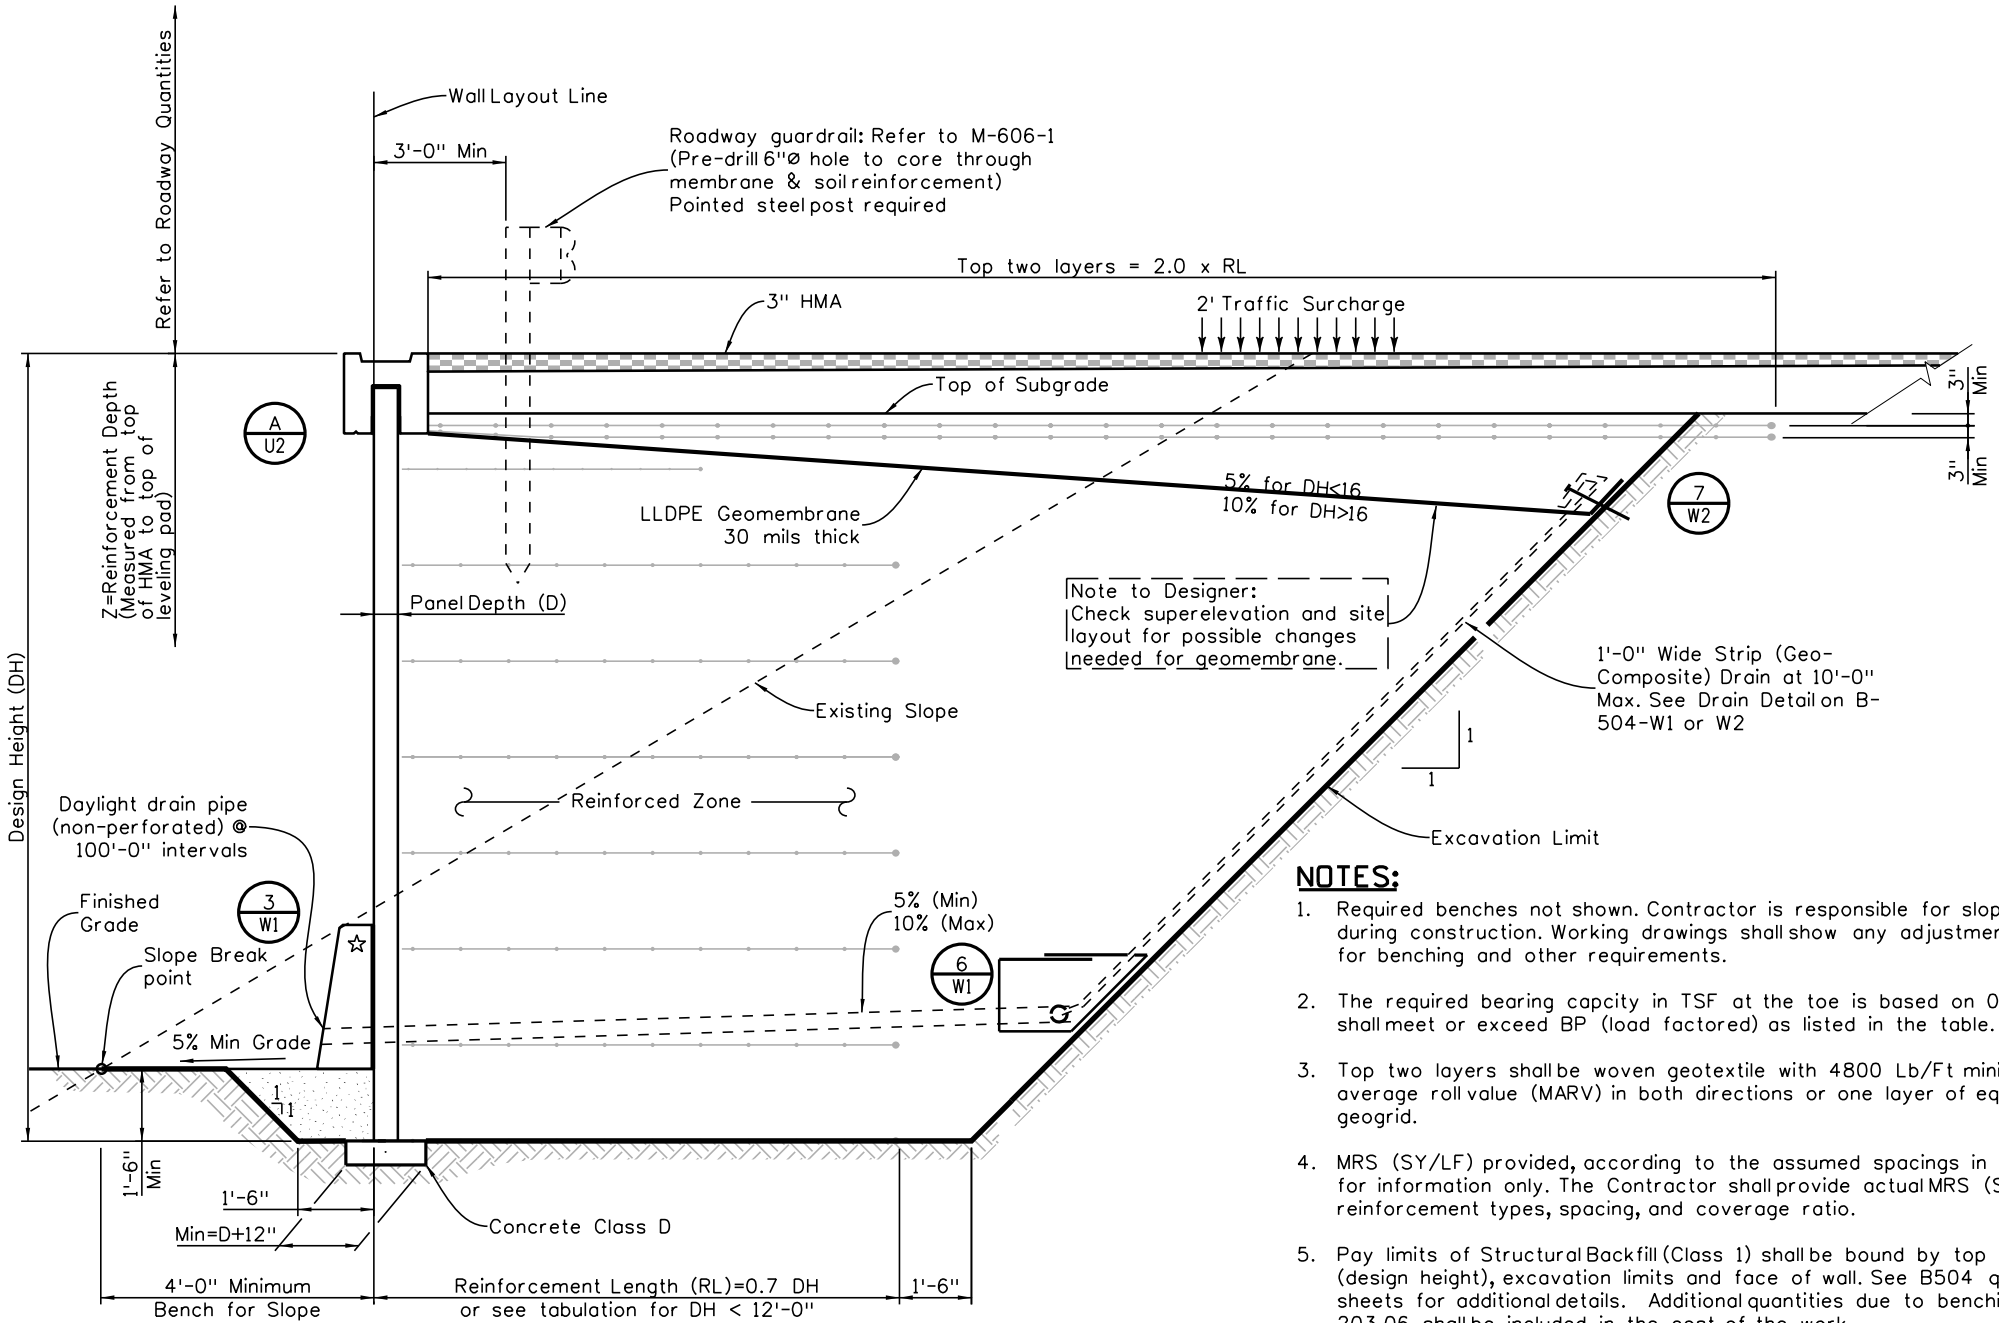 Refer to Roadway Quantities
Wall Layout Line
3'-0" Min
Roadway guardrail: Refer to M-606-1
(Pre-drill 6"Ø hole to core through
membrane & soil reinforcement)
Pointed steel post required
Top two layers = 2.0 x RL
3" HMA
2' Traffic Surcharge
Top of Subgrade
3"
Min
3"
Min
A
U2
Z=Reinforcement Depth
(Measured from top
of HMA to top of
leveling pad)
LLDPE Geomembrane
30 mils thick
5% for DH<16
10% for DH>16
7
W2
Panel Depth (D)
Note to Designer:
Check superelevation and site
layout for possible changes
needed for geomembrane.
1'-0" Wide Strip (Geo-
Composite) Drain at 10'-0"
Max. See Drain Detail on B-
504-W1 or W2
Design Height (DH)
Existing Slope
1
1
Reinforced Zone
Daylight drain pipe
(non-perforated) @
100'-0" intervals
Excavation Limit
Finished
Grade
3
W1
Slope Break
point
5% (Min)
10% (Max)
6
W1
5% Min Grade
1
1
1'-6"
Min
1'-6"
Min=D+12"
Concrete Class D
4'-0" Minimum
Bench for Slope
Reinforcement Length (RL)=0.7 DH
or see tabulation for DH < 12'-0"
1'-6"
NOTES:
1. Required benches not shown. Contractor is responsible for slop
during construction. Working drawings shall show any adjustmen
for benching and other requirements.
2. The required bearing capcity in TSF at the toe is based on 0
shall meet or exceed BP (load factored) as listed in the table.
3. Top two layers shall be woven geotextile with 4800 Lb/Ft mini
average roll value (MARV) in both directions or one layer of eq
geogrid.
4. MRS (SY/LF) provided, according to the assumed spacings in
for information only. The Contractor shall provide actual MRS (S
reinforcement types, spacing, and coverage ratio.
5. Pay limits of Structural Backfill (Class 1) shall be bound by top
(design height), excavation limits and face of wall. See B504 q
sheets for additional details. Additional quantities due to benchi
203.06 shall be included in the cost of the work.